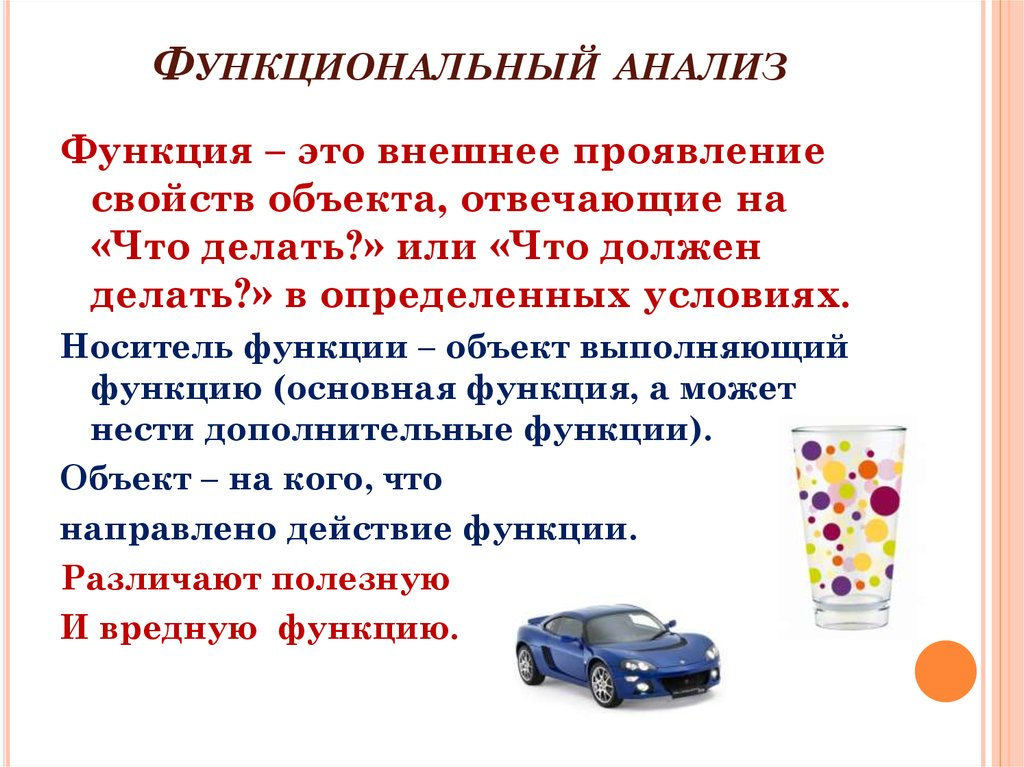 Функциональный анализ
Функция – это внешнее проявление
свойств объекта, отвечающие на
«Что делать?» или «Что должен
делать?» в определенных условиях.
Носитель функции – объект выполняющий
функцию (основная функция, а может
нести дополнительные функции).
Объект – на кого, что
направлено действие функции.
Различают полезную
И вредную функцию.